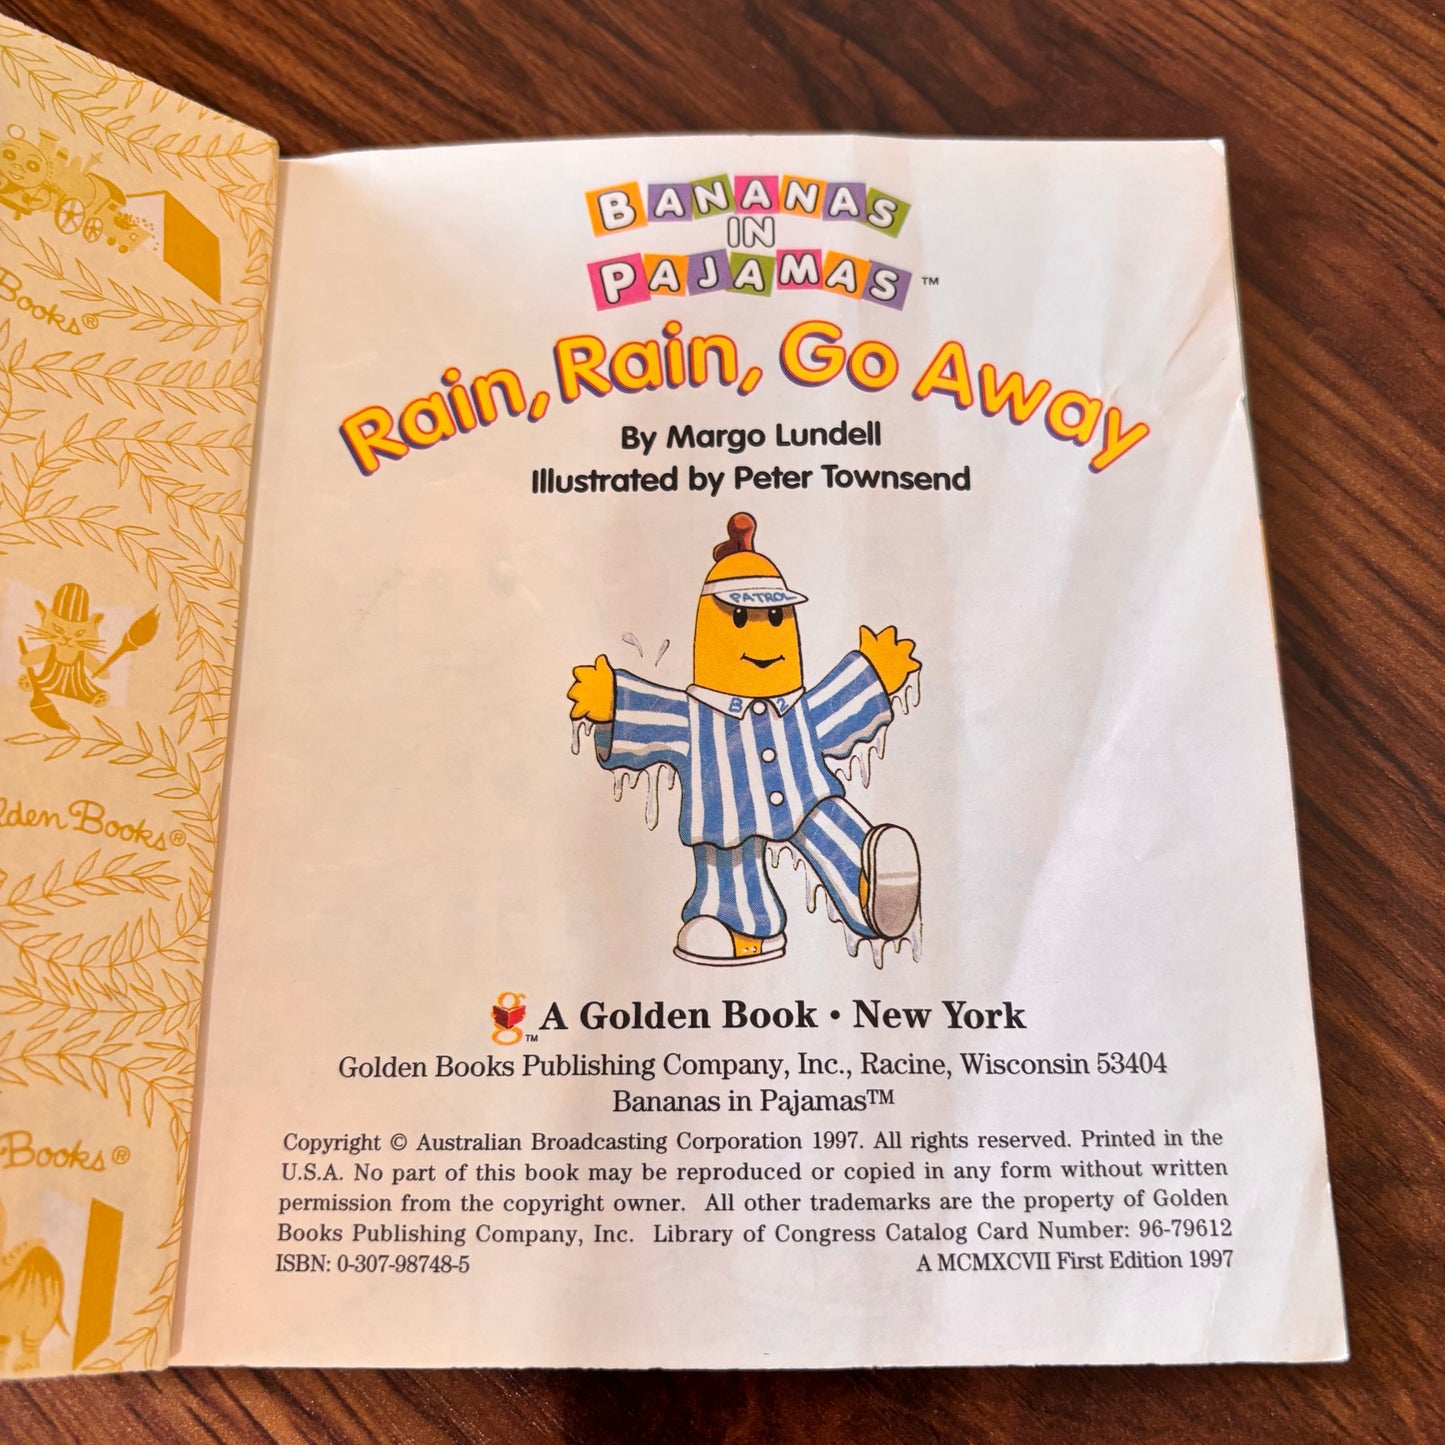 BANANAS
IN
PAJAMAS™
Rain, Rain, Go Away
By Margo Lundell
Illustrated by Peter Townsend
PATROL
B 2
g™ A Golden Book • New York
Golden Books Publishing Company, Inc., Racine, Wisconsin 53404
Bananas in Pajamas™
Copyright © Australian Broadcasting Corporation 1997. All rights reserved. Printed in the
U.S.A. No part of this book may be reproduced or copied in any form without written
permission from the copyright owner. All other trademarks are the property of Golden
Books Publishing Company, Inc. Library of Congress Catalog Card Number: 96-79612
ISBN: 0-307-98748-5 A MCMXCVII First Edition 1997
Books®
lden Books®
Books®